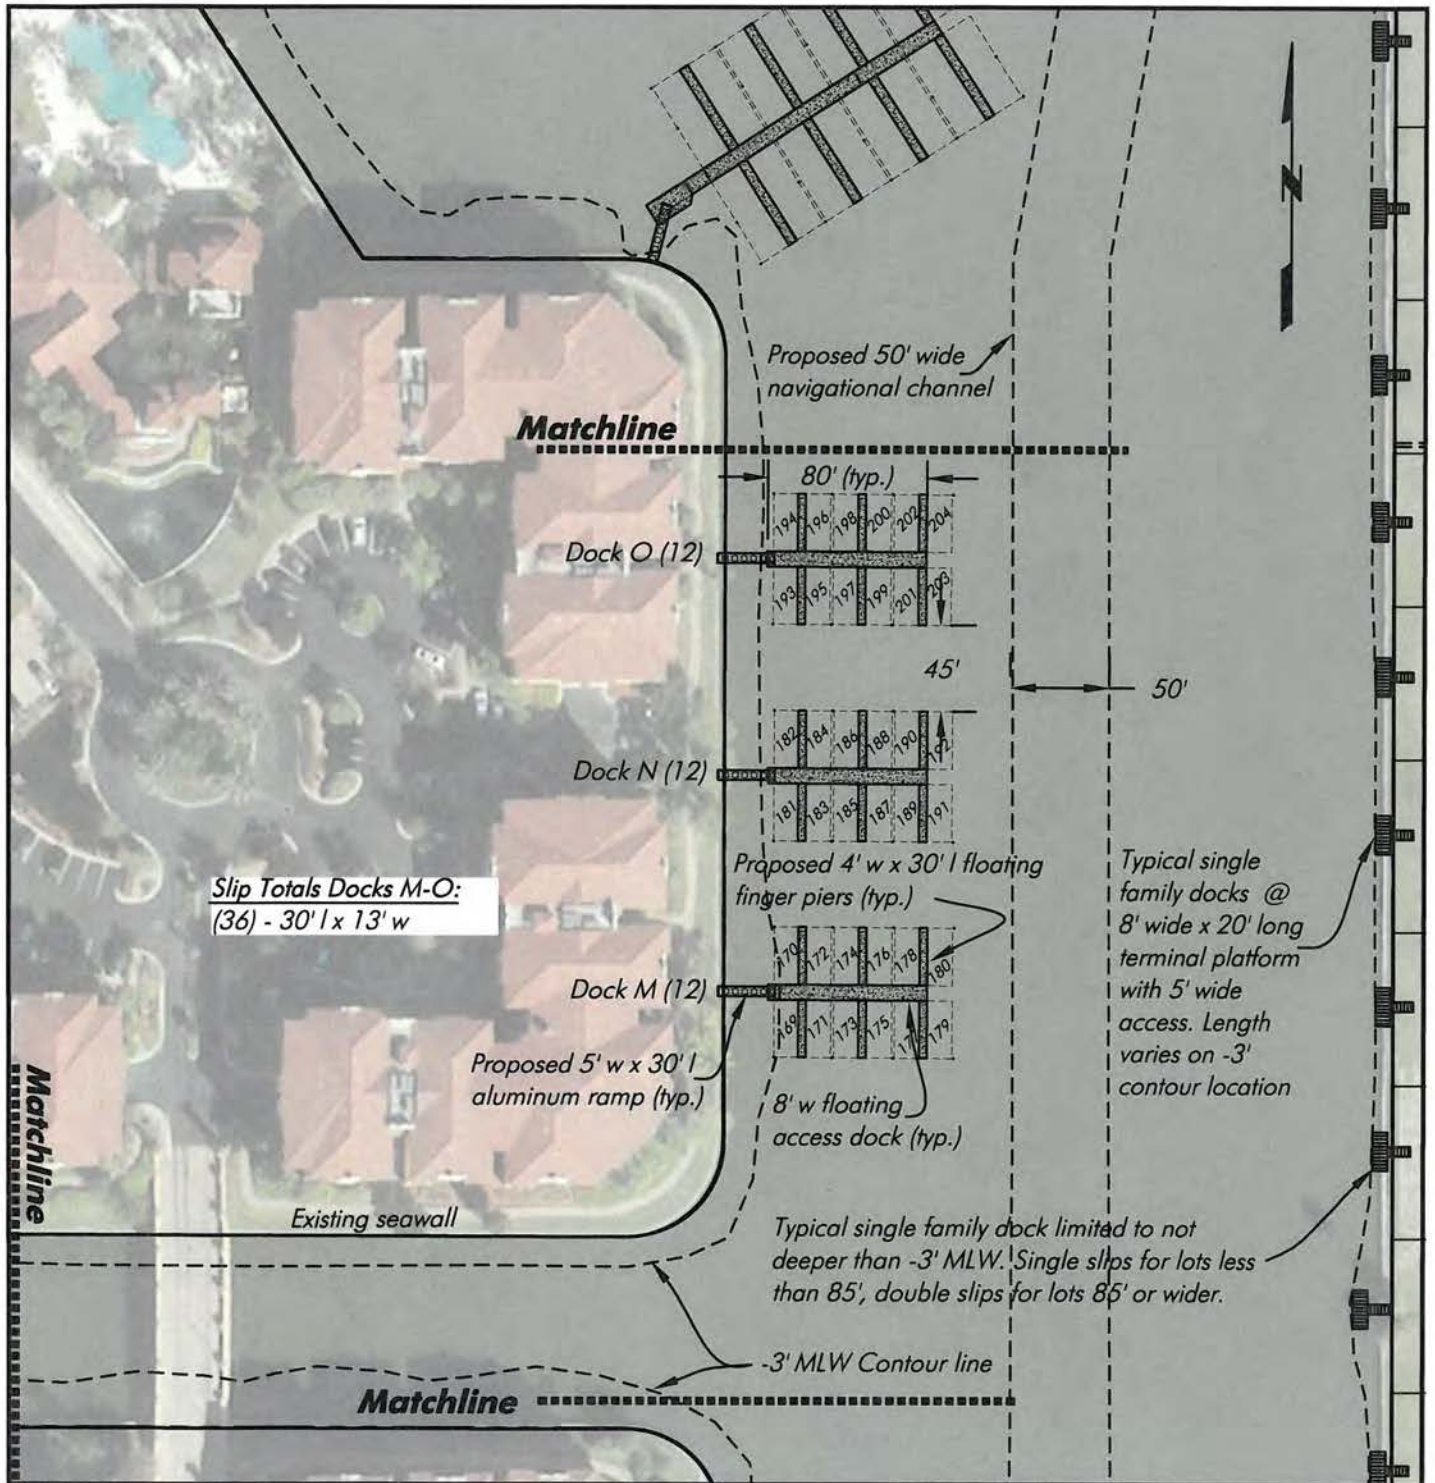 N
Proposed 50' wide
navigational channel
Matchline
80' (typ.)
194 196 198 200 202 204
Dock O (12)
193 195 197 199 201 203
45'
50'
182 184 186 188 190 192
Dock N (12)
181 183 185 187 189 191
Proposed 4' w x 30' l floating
finger piers (typ.)
Typical single
family docks @
8' wide x 20' long
terminal platform
with 5' wide
access. Length
varies on -3'
contour location
Slip Totals Docks M-O:
(36) - 30' l x 13' w
170 172 174 176 178 180
Dock M (12)
169 171 173 175 179
Proposed 5' w x 30' l
aluminum ramp (typ.)
8' w floating
access dock (typ.)
Matchline
Existing seawall
Typical single family dock limited to not
deeper than -3' MLW. Single slips for lots less
than 85', double slips for lots 85' or wider.
-3' MLW Contour line
Matchline